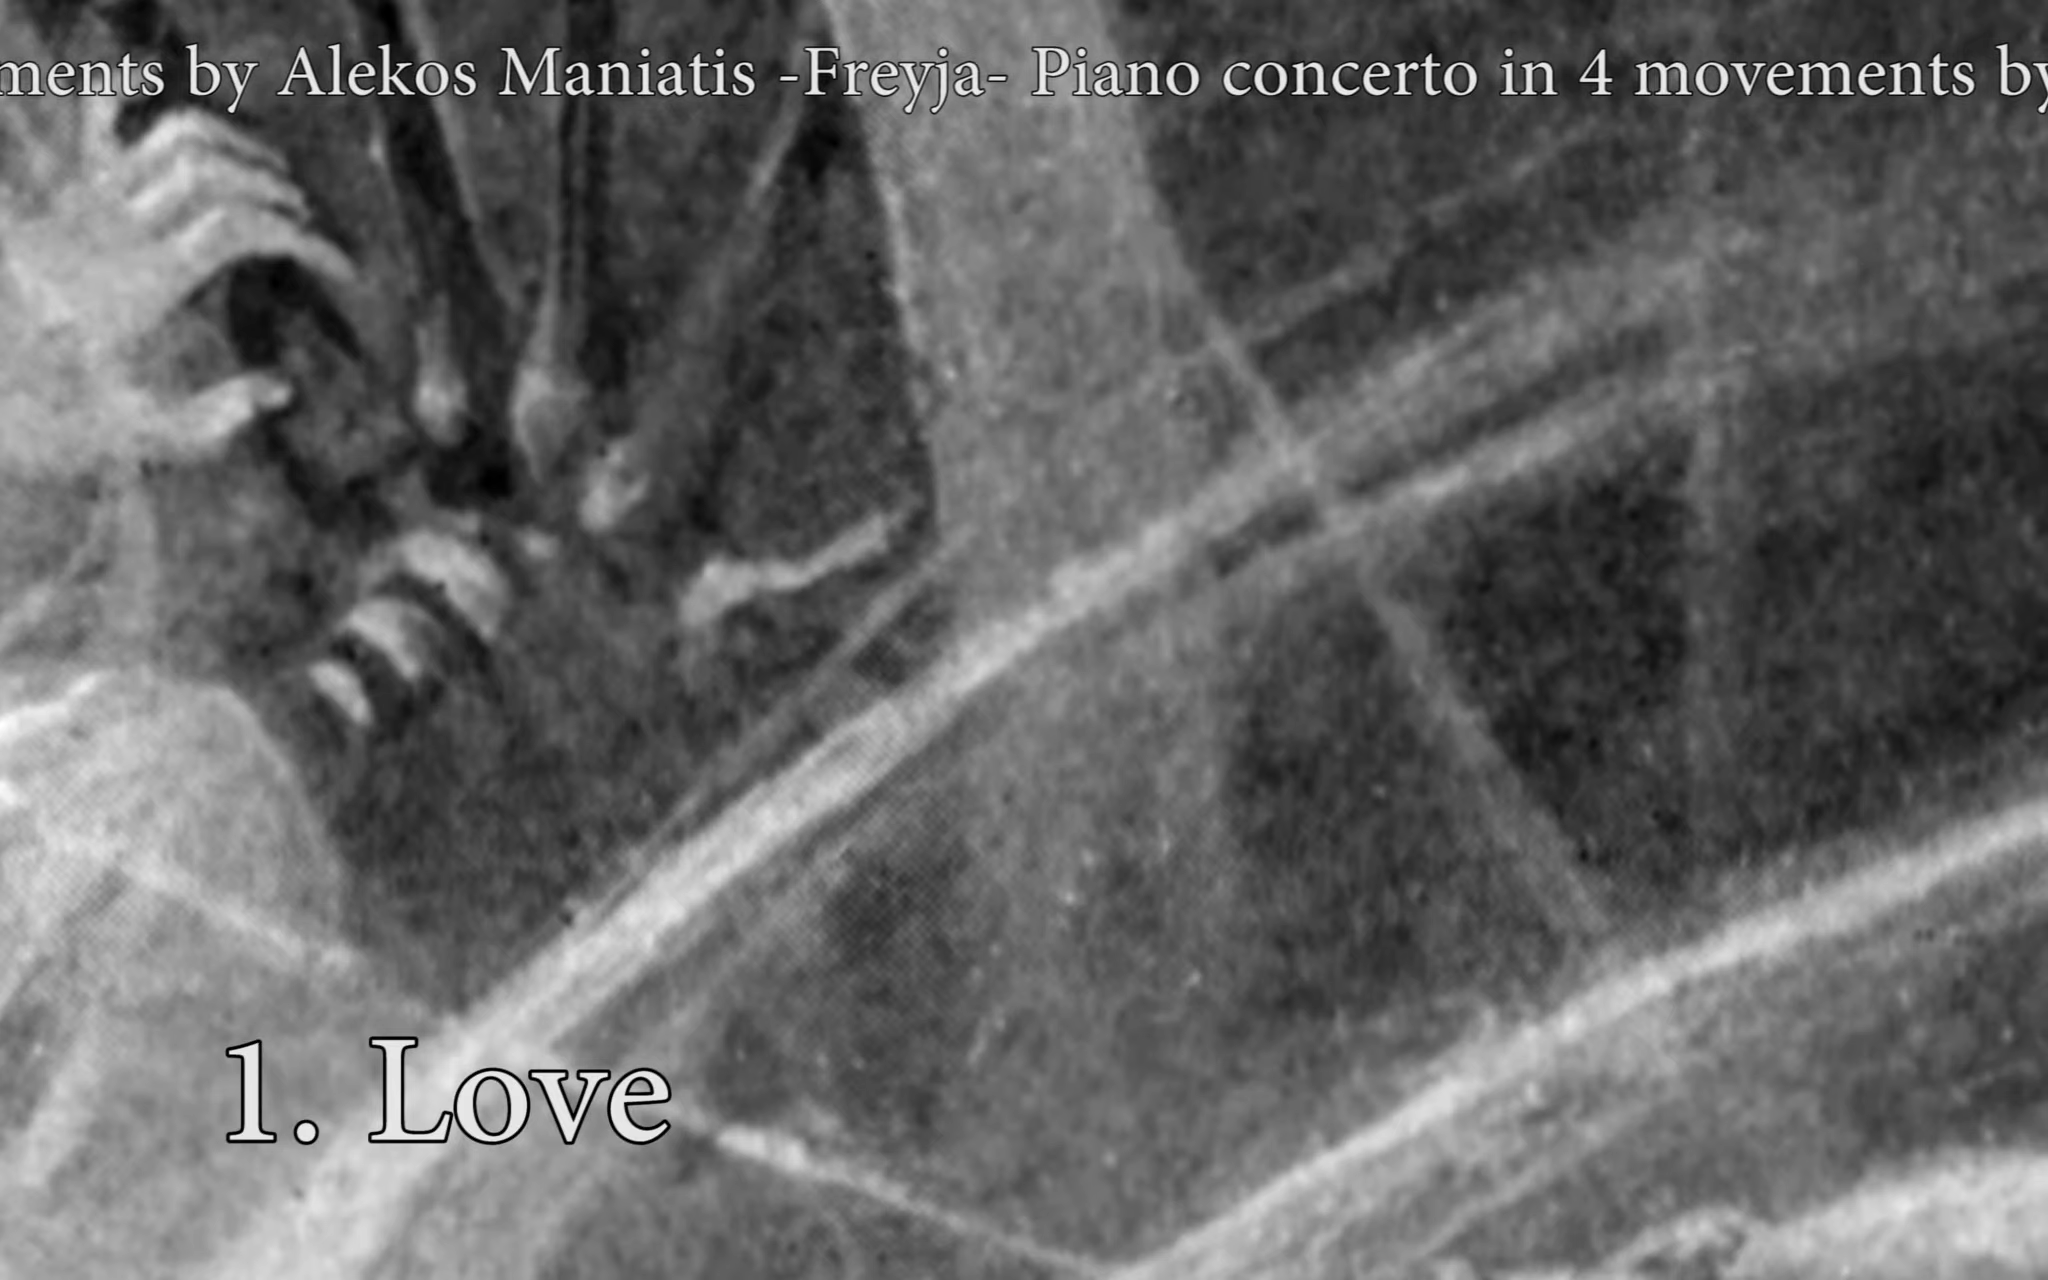 ments by Alekos Maniatis -Freyja- Piano concerto in 4 movements by
1. Love